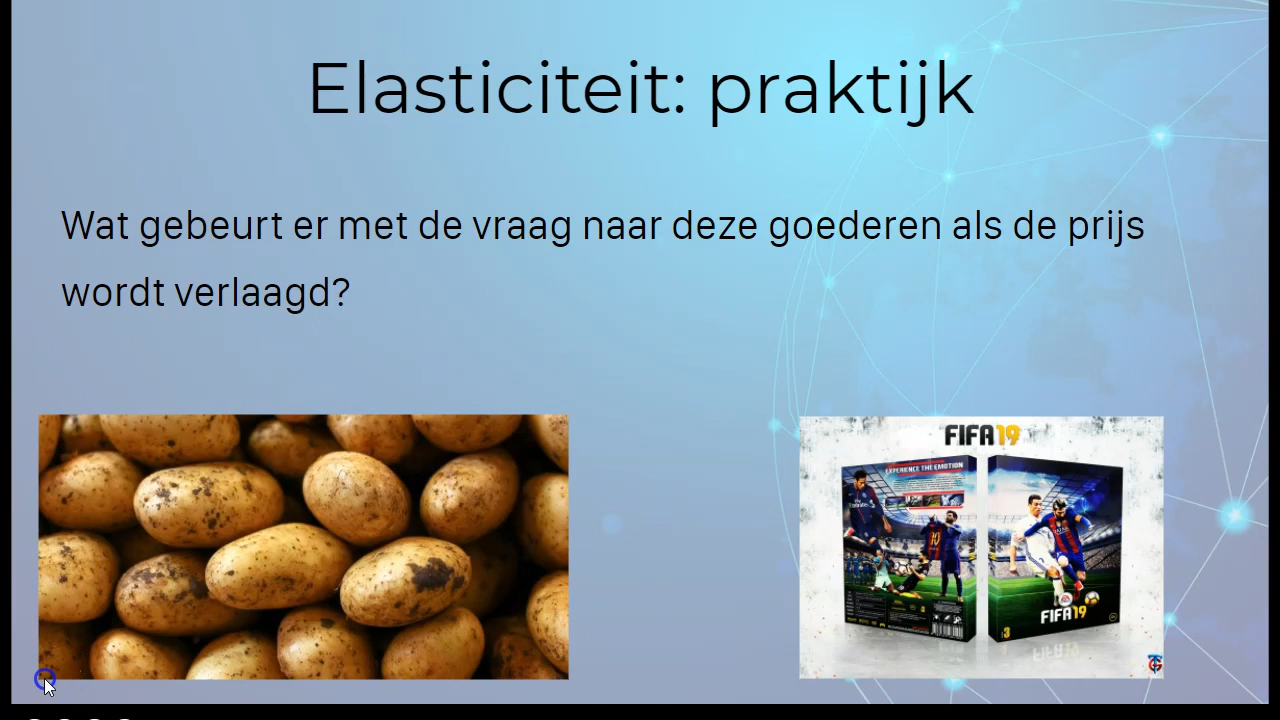 Elasticiteit: praktijk
Wat gebeurt er met de vraag naar deze goederen als de prijs
wordt verlaagd?
FIFA19
EXPERIENCE THE EMOTION
FIFA19